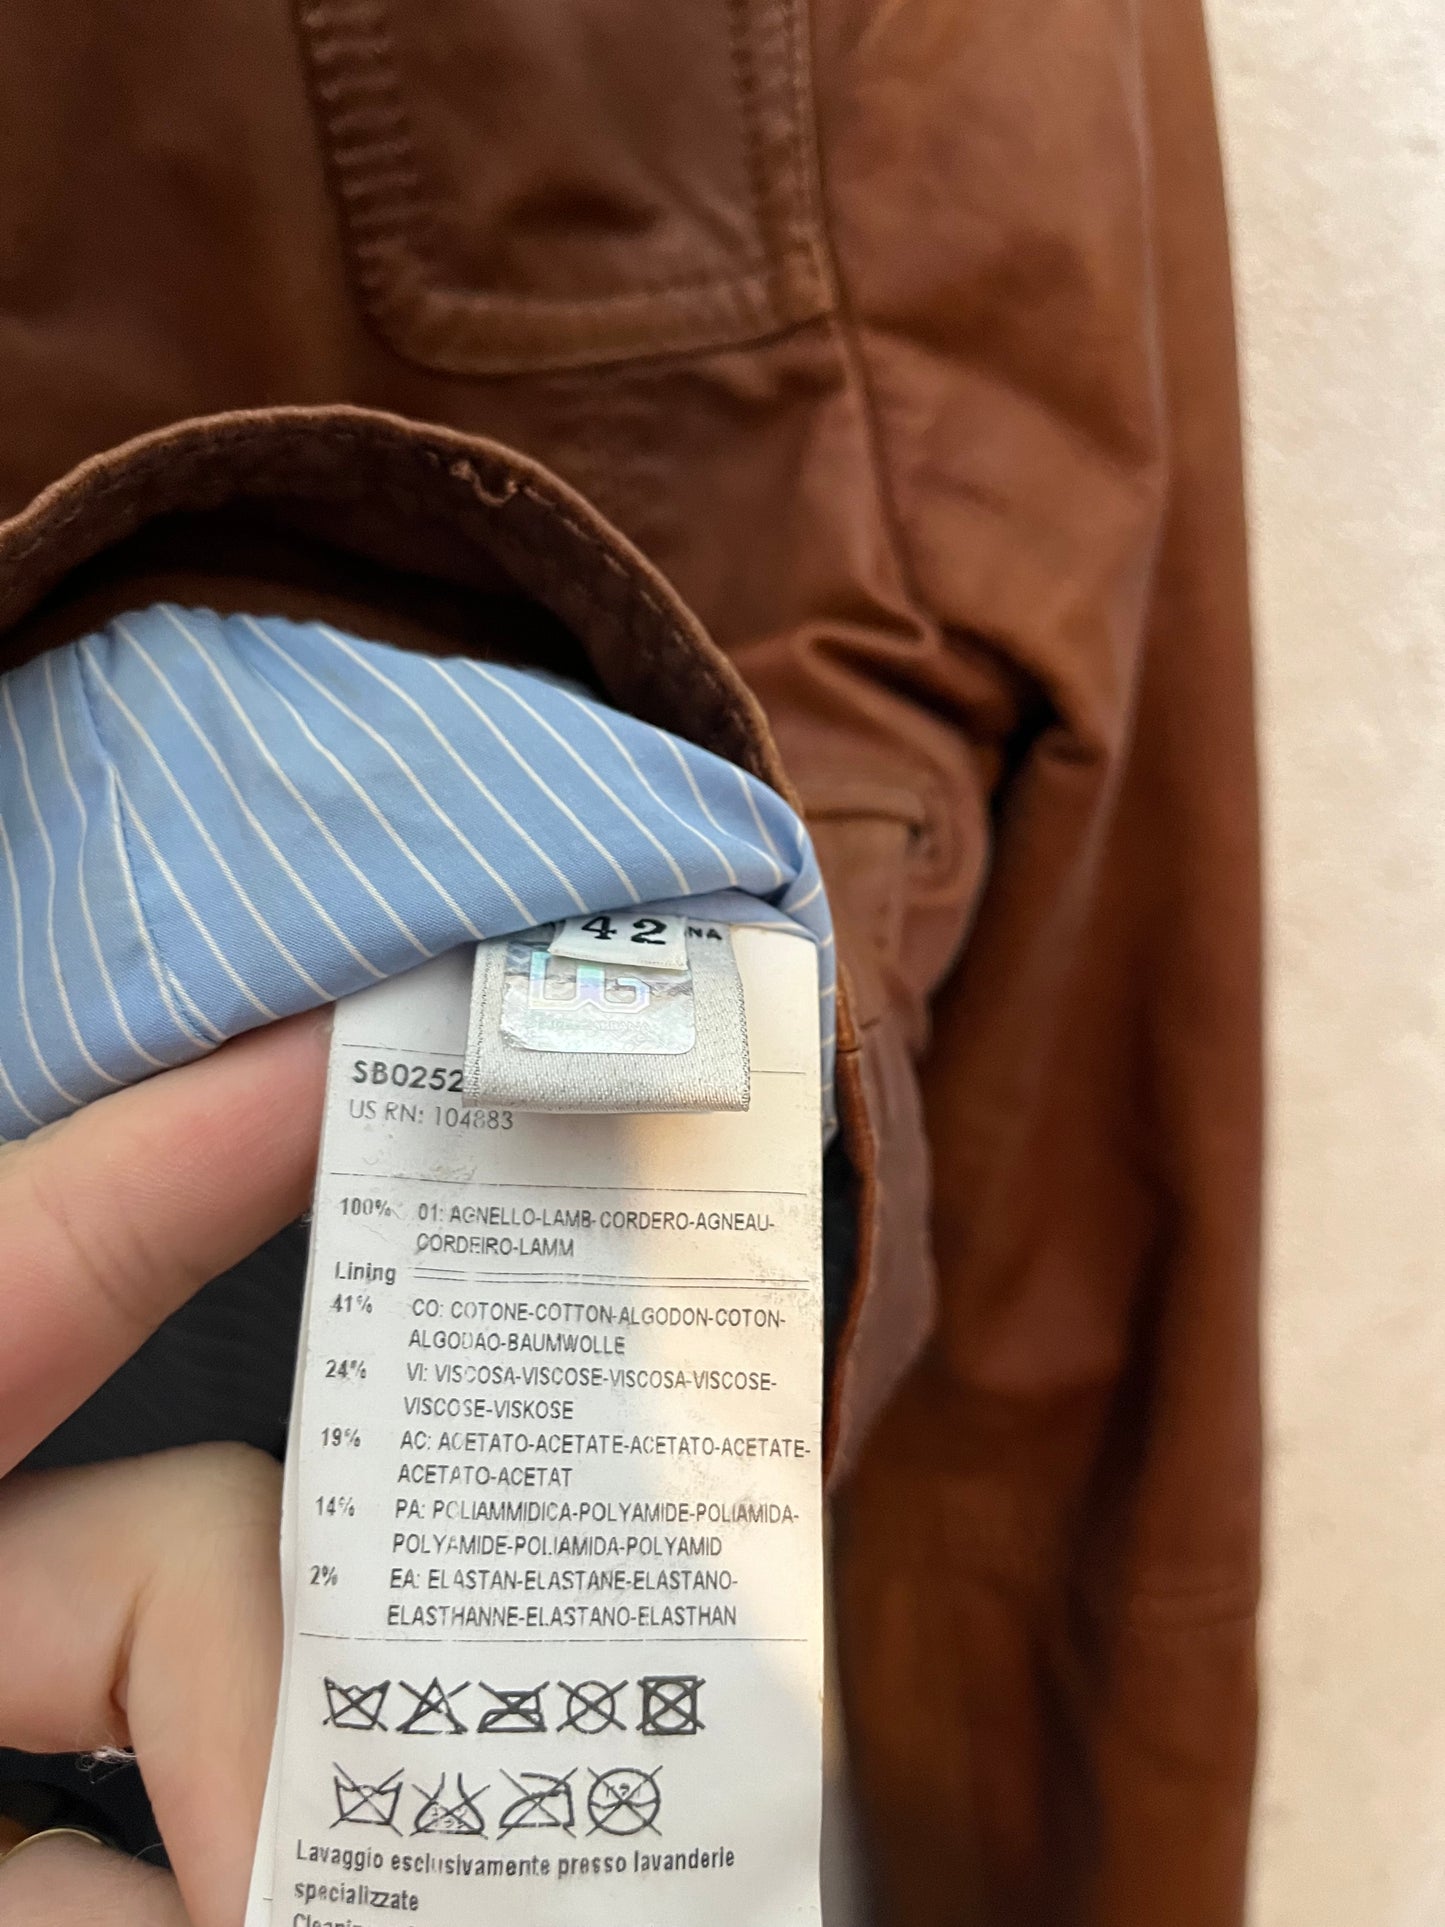 42
NA
DG
SB0252
US RN: 104883
100% 01: AGNELLO-LAMB-CORDERO-AGNEAU-
CORDEIRO-LAMM
Lining
41% CO: COTONE-COTTON-ALGODON-COTON-
ALGODAO-BAUMWOLLE
24% VI: VISCOSA-VISCOSE-VISCOSA-VISCOSE-
VISCOSE-VISKOSE
19% AC: ACETATO-ACETATE-ACETATO-ACETATE-
ACETATO-ACETAT
14% PA: POLIAMMIDICA-POLYAMIDE-POLIAMIDA-
POLYAMIDE-POLIAMIDA-POLYAMID
2% EA: ELASTAN-ELASTANE-ELASTANO-
ELASTHANNE-ELASTANO-ELASTHAN
Lavaggio esclusivamente presso lavanderie
specializzate